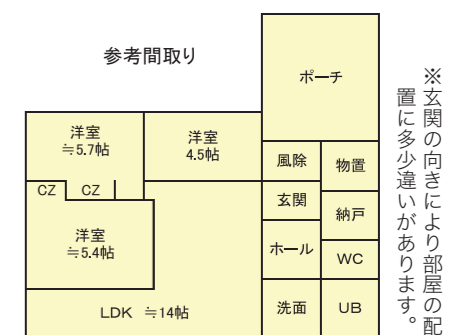 参考間取り
ポーチ
洋室
≒5.7帖
洋室
4.5帖
風除
物置
CZ
CZ
玄関
納戸
洋室
≒5.4帖
ホール
WC
LDK ≒14帖
洗面
UB
※玄関の向きにより部屋の配
置に多少違いがあります。